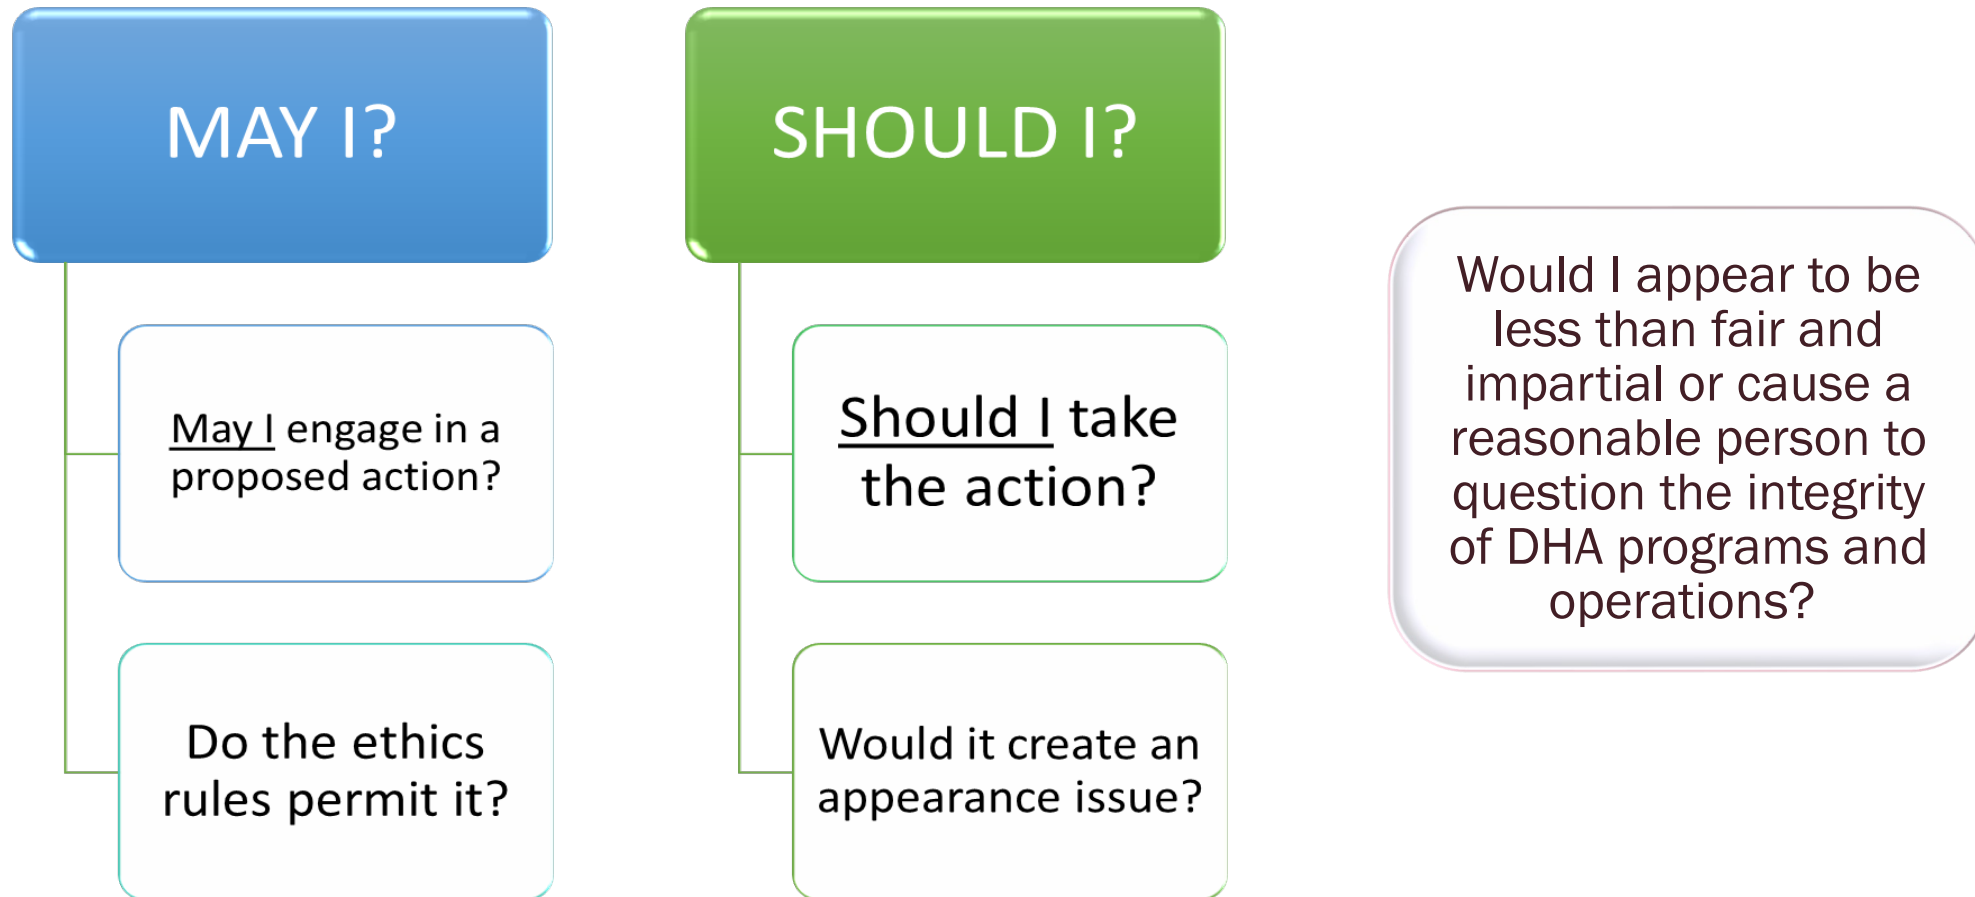 MAY I?
May I engage in a
proposed action?
Do the ethics
rules permit it?
SHOULD I?
Should I take
the action?
Would it create an
appearance issue?
Would I appear to be
less than fair and
impartial or cause a
reasonable person to
question the integrity
of DHA programs and
operations?